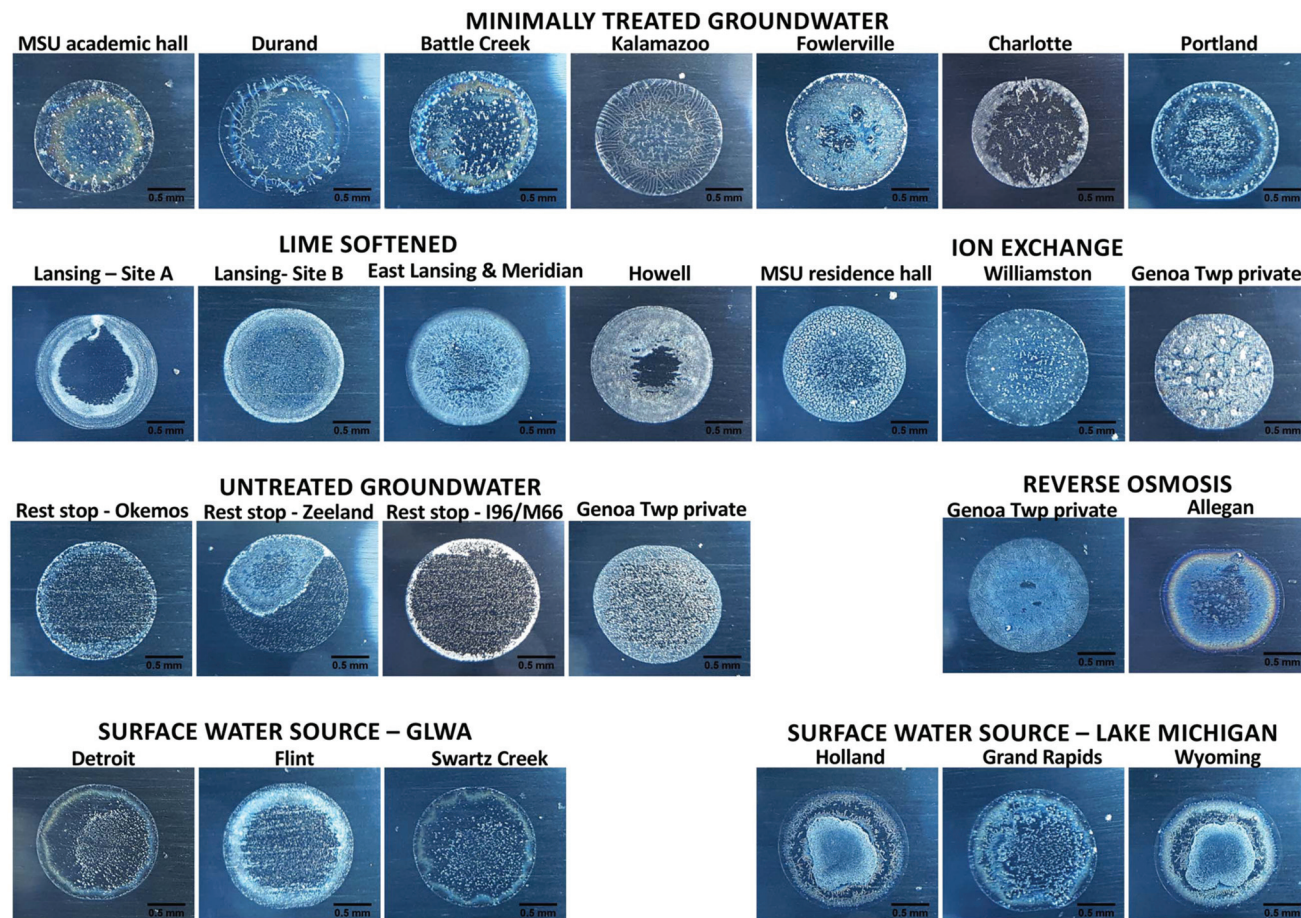 MINIMALLY TREATED GROUNDWATER
MSU academic hall Durand Battle Creek Kalamazoo Fowlerville Charlotte Portland
0.5 mm 0.5 mm 0.5 mm 0.5 mm 0.5 mm 0.5 mm 0.5 mm
LIME SOFTENED ION EXCHANGE
Lansing – Site A Lansing- Site B East Lansing & Meridian Howell MSU residence hall Williamston Genoa Twp private
0.5 mm 0.5 mm 0.5 mm 0.5 mm 0.5 mm 0.5 mm 0.5 mm
UNTREATED GROUNDWATER REVERSE OSMOSIS
Rest stop - Okemos Rest stop - Zeeland Rest stop - I96/M66 Genoa Twp private Genoa Twp private Allegan
0.5 mm 0.5 mm 0.5 mm 0.5 mm 0.5 mm 0.5 mm
SURFACE WATER SOURCE – GLWA SURFACE WATER SOURCE – LAKE MICHIGAN
Detroit Flint Swartz Creek Holland Grand Rapids Wyoming
0.5 mm 0.5 mm 0.5 mm 0.5 mm 0.5 mm 0.5 mm